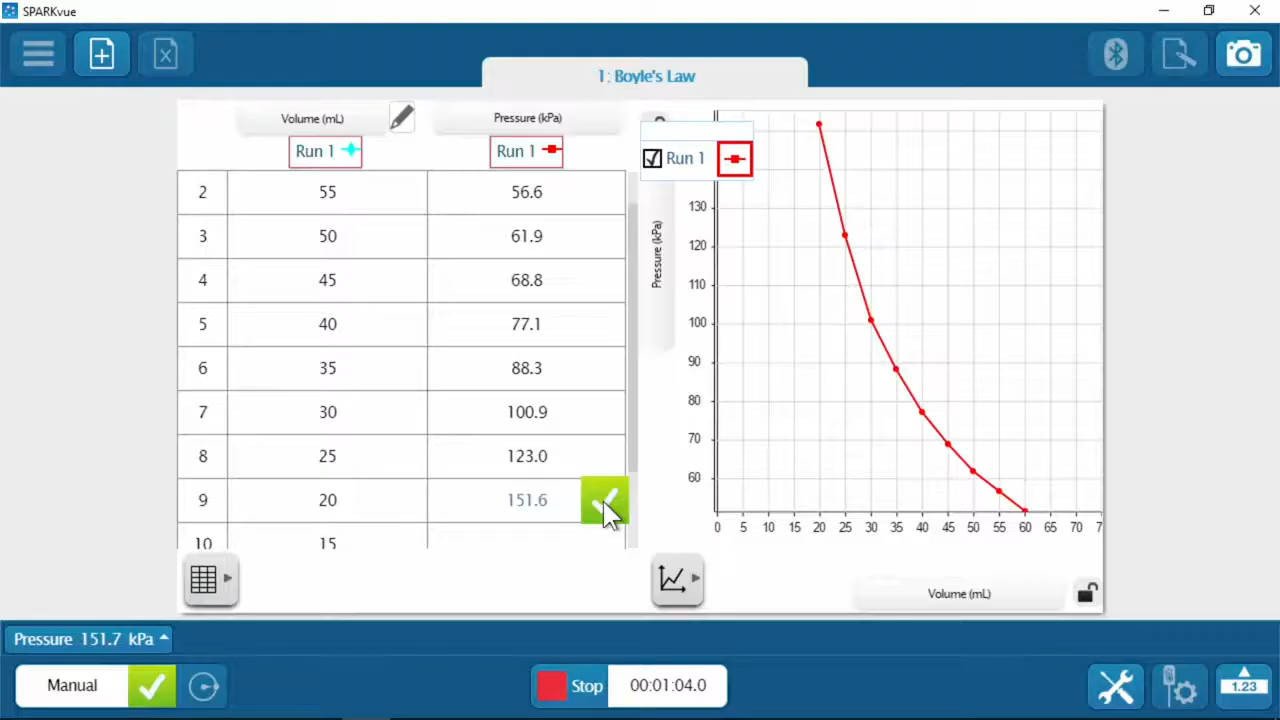 SPARKvue
1: Boyle's Law
Volume (mL)
Pressure (kPa)
Run 1
Run 1
2 55 56.6
3 50 61.9
4 45 68.8
5 40 77.1
6 35 88.3
7 30 100.9
8 25 123.0
9 20 151.6
10 15
Run 1
Pressure (kPa)
130
120
110
100
90
80
70
60
0 5 10 15 20 25 30 35 40 45 50 55 60 65 70 7
Volume (mL)
Pressure 151.7 kPa
Manual
Stop 00:01:04.0
1.23